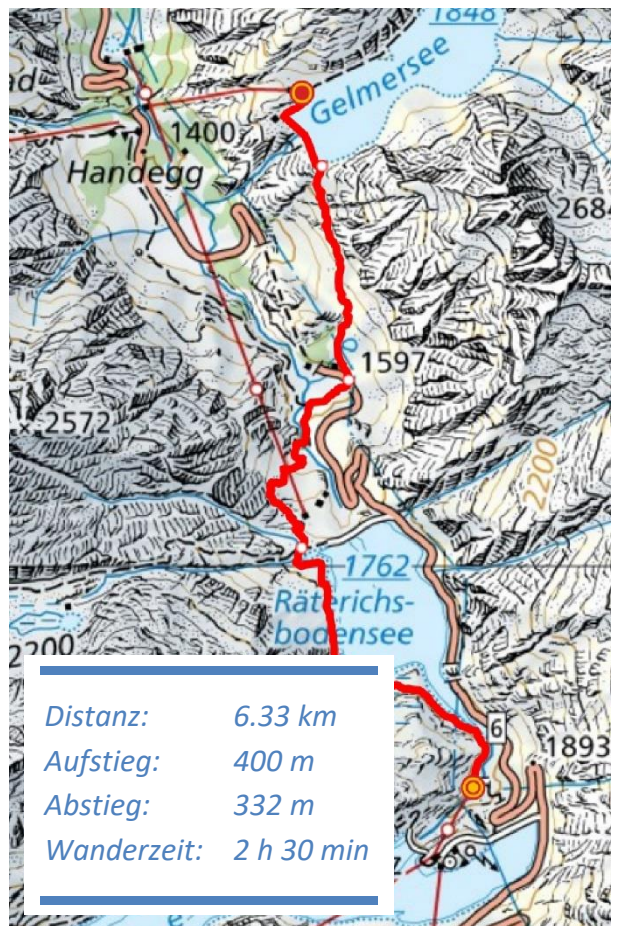 1848
Gelmersee
d
1400
Handegg
268
1597
2572
2200
1762
Räterichs-
bodensee
2200
6
1893
Distanz: 6.33 km
Aufstieg: 400 m
Abstieg: 332 m
Wanderzeit: 2 h 30 min